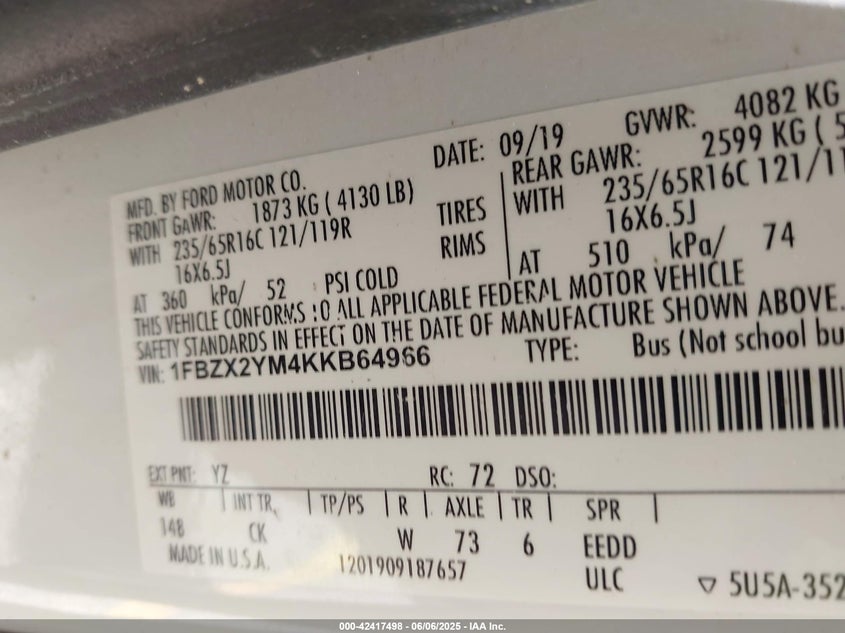 MFD. BY FORD MOTOR CO.
DATE: 09/19
GVWR: 4082 KG
FRONT GAWR: 1873 KG ( 4130 LB)
REAR GAWR: 2599 KG ( 5
WITH 235/65R16C 121/119R TIRES
WITH 235/65R16C 121/11
16X6.5J RIMS
16X6.5J
AT 360 kPa/ 52 PSI COLD
AT 510 kPa/ 74
THIS VEHICLE CONFORMS TO ALL APPLICABLE FEDERAL MOTOR VEHICLE
SAFETY STANDARDS IN EFFECT ON THE DATE OF MANUFACTURE SHOWN ABOVE.
VIN: 1FBZX2YM4KKB64966
TYPE: Bus (Not school bu
EXT PNT: YZ RC: 72 DSO:
WB | INT TR. | TP/PS | R | AXLE | TR | SPR |
148 CK W 73 6 EEDD
MADE IN U.S.A. 1201909187657 ULC ▽ 5U5A-352
000-42417498 - 06/06/2025 - IAA Inc.